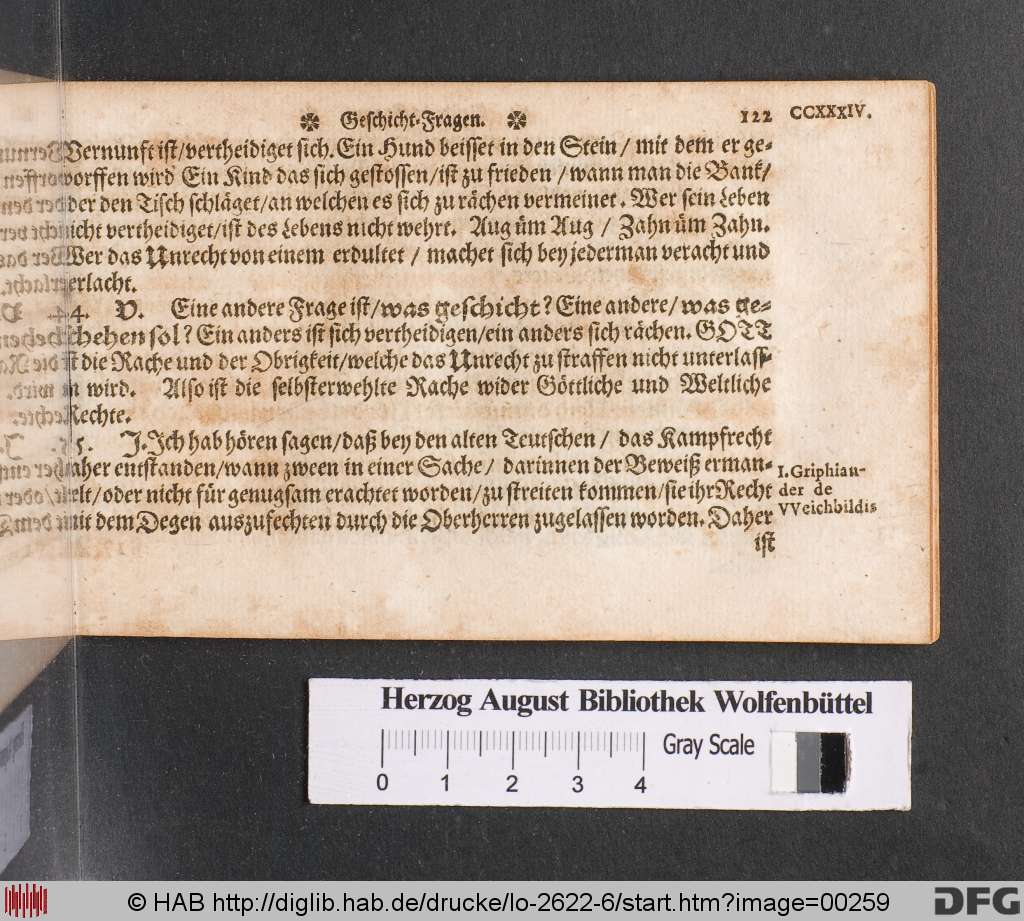 ✼ Geschicht-Fragen. ✼ 122 CCXXXIV.
Vernunft ist/vertheidiget sich. Ein Hund beisset in den Stein / mit dem er ge-
worffen wird Ein Kind das sich gestossen/ist zu frieden / wann man die Bank/
der den Tisch schläget/an welchen es sich zu rächen vermeinet. Wer sein Leben
nicht vertheidiget/ist des Lebens nicht wehrt. Aug üm Aug / Zahn üm Zahn.
Wer das Unrecht von einem erdultet / machet sich bey jederman veracht und
verlacht.
4. V. Eine andere Frage ist/was geschicht? Eine andere/was ge-
schehen sol? Ein anders ist sich vertheidigen/ein anders sich rächen. GOTT
ist die Rache und der Obrigkeit/welche das Unrecht zu straffen nicht unterlass-
en wird. Also ist die selbsterwehlte Rache wider Göttliche und Weltliche
Rechte.
5. J. Ich hab hören sagen/daß bey den alten Teutschen / das Kampfrecht
daher entstanden/wann zween in einer Sache/ darinnen der Beweiß erman-
gelt/oder nicht für genugsam erachtet worden/zu streiten kommen/sie ihr Recht
mit dem Degen auszufechten durch die Oberherren zugelassen worden. Daher
ist
1. Griphian-
der de
VVeichbildis
Herzog August Bibliothek Wolfenbüttel
Gray Scale
0 1 2 3 4
© HAB http://diglib.hab.de/drucke/lo-2622-6/start.htm?image=00259
DFG